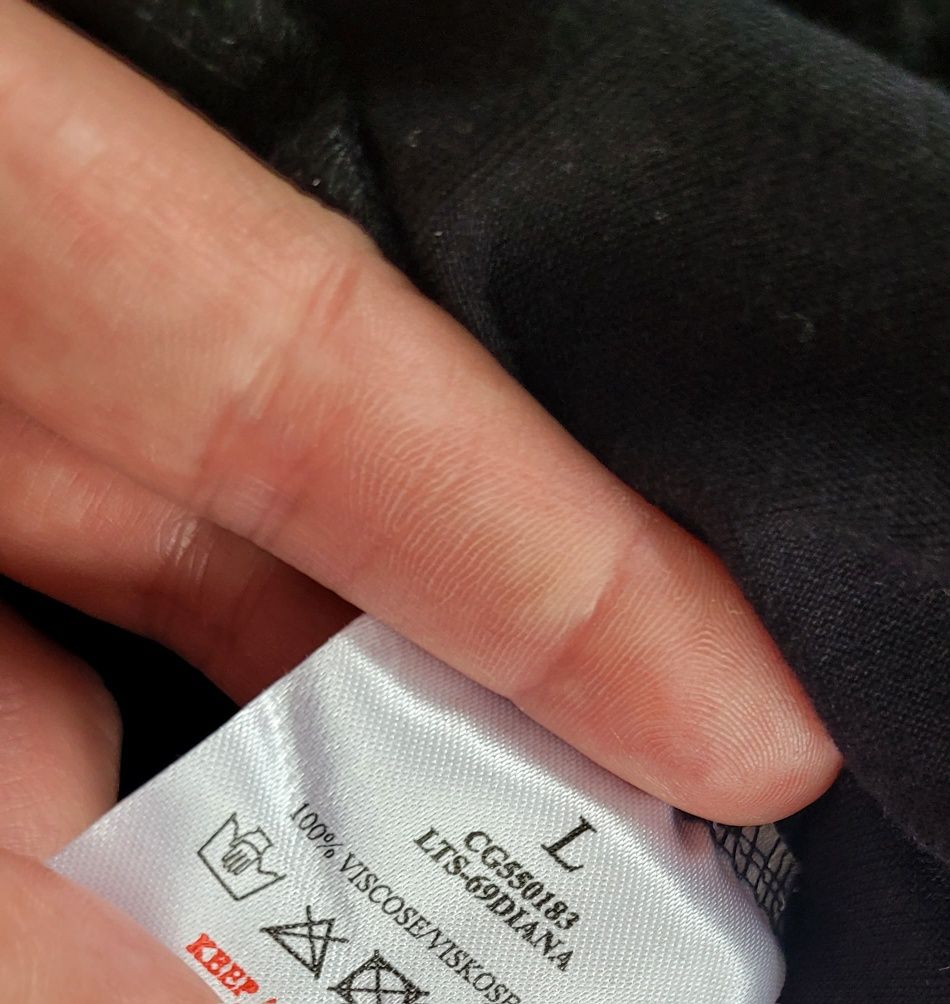 L
CG550183
LTS-69DIANA
100% VISCOSE/VISKOSE
KEEP